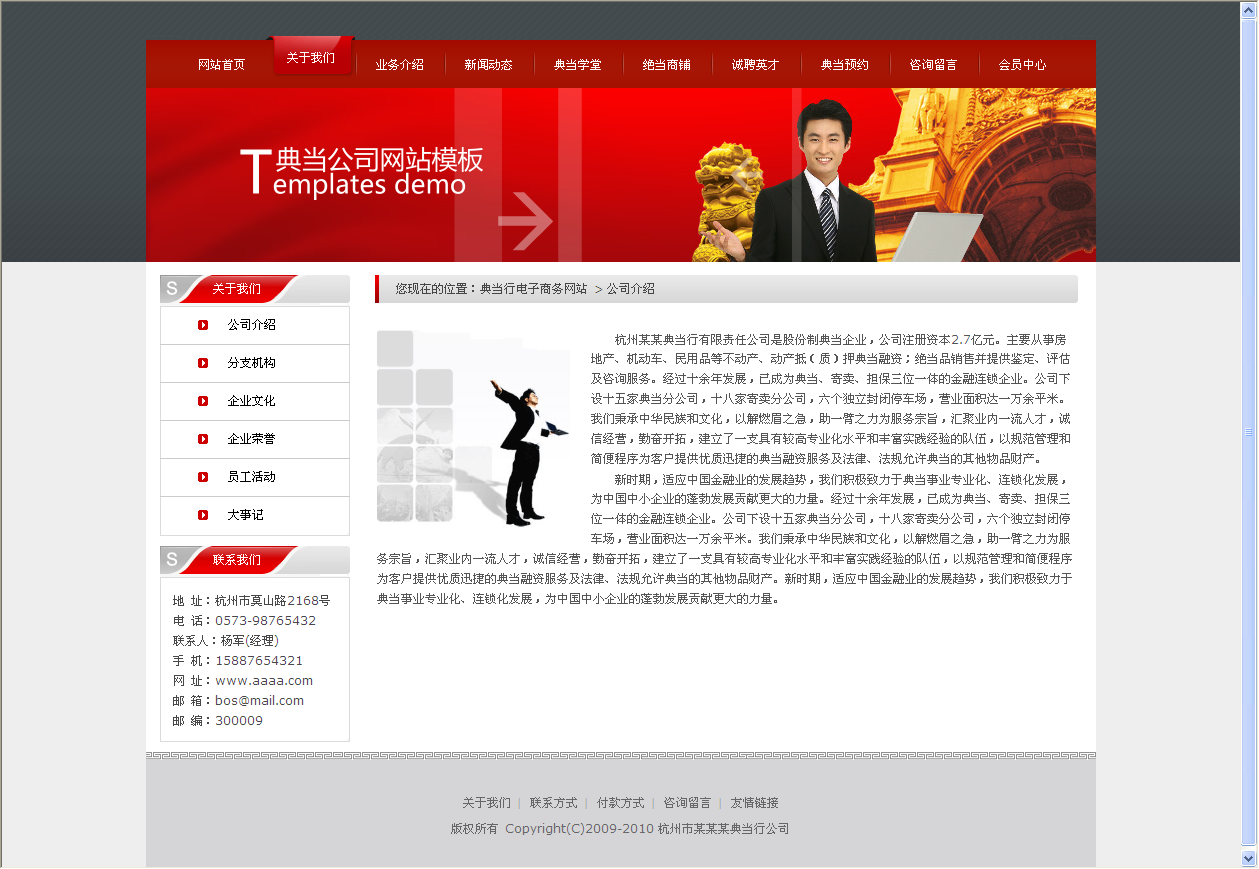 网站首页 关于我们 业务介绍 新闻动态 典当学堂 绝当商铺 诚聘英才 典当预约 咨询留言 会员中心
典当公司网站模板
Templates demo
S 关于我们
公司介绍
分支机构
企业文化
企业荣誉
员工活动
大事记
S 联系我们
地 址：杭州市莫山路2168号
电 话：0573-98765432
联系人：杨军(经理)
手 机：15887654321
网 址：www.aaaa.com
邮 箱：bos@mail.com
邮 编：300009
您现在的位置：典当行电子商务网站 > 公司介绍
杭州某某典当行有限责任公司是股份制典当企业，公司注册资本2.7亿元。主要从事房
地产、机动车、民用品等不动产、动产抵（质）押典当融资；绝当品销售并提供鉴定、评估
及咨询服务。经过十余年发展，已成为典当、寄卖、担保三位一体的金融连锁企业。公司下
设十五家典当分公司，十八家寄卖分公司，六个独立封闭停车场，营业面积达一万余平米。
我们秉承中华民族和文化，以解燃眉之急，助一臂之力为服务宗旨，汇聚业内一流人才，诚
信经营，勤奋开拓，建立了一支具有较高专业化水平和丰富实践经验的队伍，以规范管理和
简便程序为客户提供优质迅捷的典当融资服务及法律、法规允许典当的其他物品财产。
新时期，适应中国金融业的发展趋势，我们积极致力于典当事业专业化、连锁化发展，
为中国中小企业的蓬勃发展贡献更大的力量。经过十余年发展，已成为典当、寄卖、担保三
位一体的金融连锁企业。公司下设十五家典当分公司，十八家寄卖分公司，六个独立封闭停
车场，营业面积达一万余平米。我们秉承中华民族和文化，以解燃眉之急，助一臂之力为服
务宗旨，汇聚业内一流人才，诚信经营，勤奋开拓，建立了一支具有较高专业化水平和丰富实践经验的队伍，以规范管理和简便程序
为客户提供优质迅捷的典当融资服务及法律、法规允许典当的其他物品财产。新时期，适应中国金融业的发展趋势，我们积极致力于
典当事业专业化、连锁化发展，为中国中小企业的蓬勃发展贡献更大的力量。
关于我们 | 联系方式 | 付款方式 | 咨询留言 | 友情链接
版权所有 Copyright(C)2009-2010 杭州市某某某典当行公司